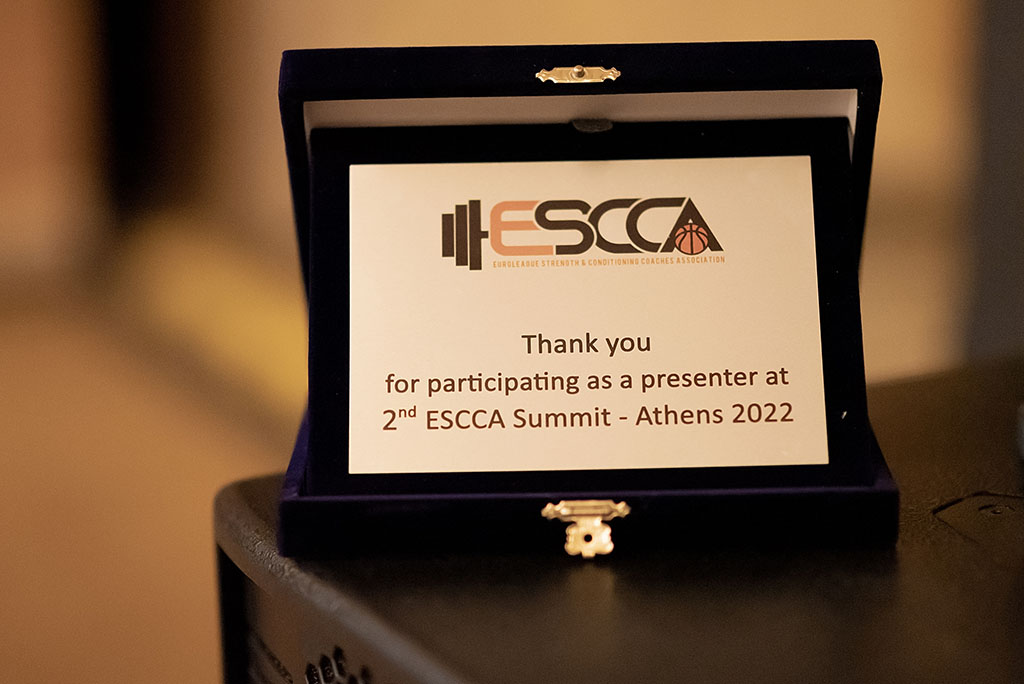 ESCCA
EUROLEAGUE STRENGTH & CONDITIONING COACHES ASSOCIATION
Thank you
for participating as a presenter at
2nd ESCCA Summit - Athens 2022